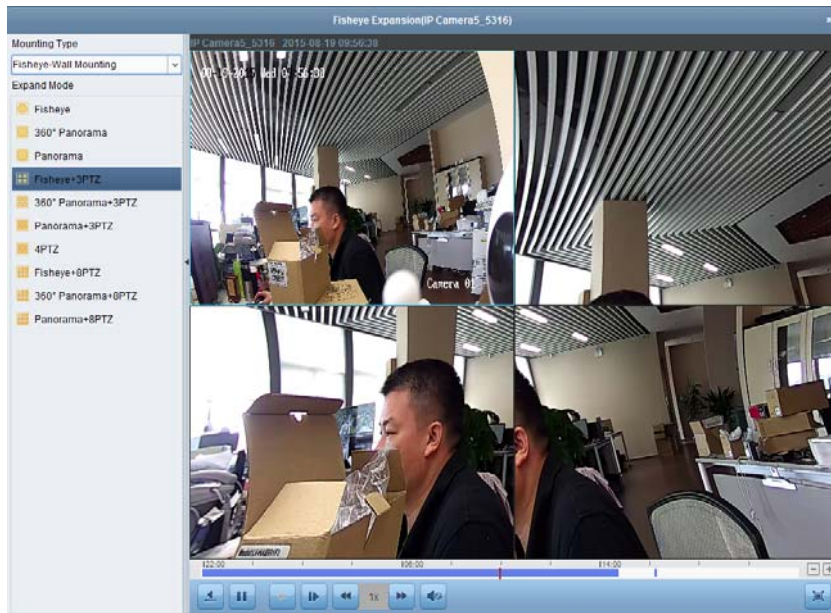 Fisheye Expansion(IP Camera5_5316)
Mounting Type
IP Camera5_5316 2015-08-19 09:56:38
Fisheye-Wall Mounting
Expand Mode
Fisheye
360° Panorama
Panorama
Fisheye+3PTZ
360° Panorama+3PTZ
Panorama+3PTZ
4PTZ
Fisheye+8PTZ
360° Panorama+8PTZ
Panorama+8PTZ
Wed
Camera 01
22:00
06:00
14:00
1x